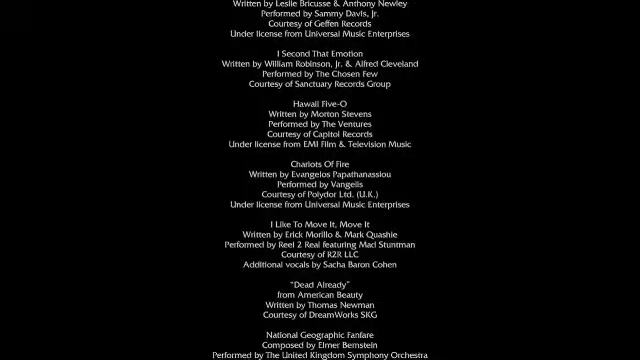 Written by Leslie Bricusse & Anthony Newley
Performed by Sammy Davis, Jr.
Courtesy of Geffen Records
Under license from Universal Music Enterprises
I Second That Emotion
Written by William Robinson, Jr. & Alfred Cleveland
Performed by The Chosen Few
Courtesy of Sanctuary Records Group
Hawaii Five-O
Written by Morton Stevens
Performed by The Ventures
Courtesy of Capitol Records
Under license from EMI Film & Television Music
Chariots Of Fire
Written by Evangelos Papathanassiou
Performed by Vangelis
Courtesy of Polydor Ltd. (U.K.)
Under license from Universal Music Enterprises
I Like To Move It, Move It
Written by Erick Morillo & Mark Quashie
Performed by Reel 2 Real featuring Mad Stuntman
Courtesy of R2R LLC
Additional vocals by Sacha Baron Cohen
"Dead Already"
from American Beauty
Written by Thomas Newman
Courtesy of DreamWorks SKG
National Geographic Fanfare
Composed by Elmer Bernstein
Performed by The United Kingdom Symphony Orchestra